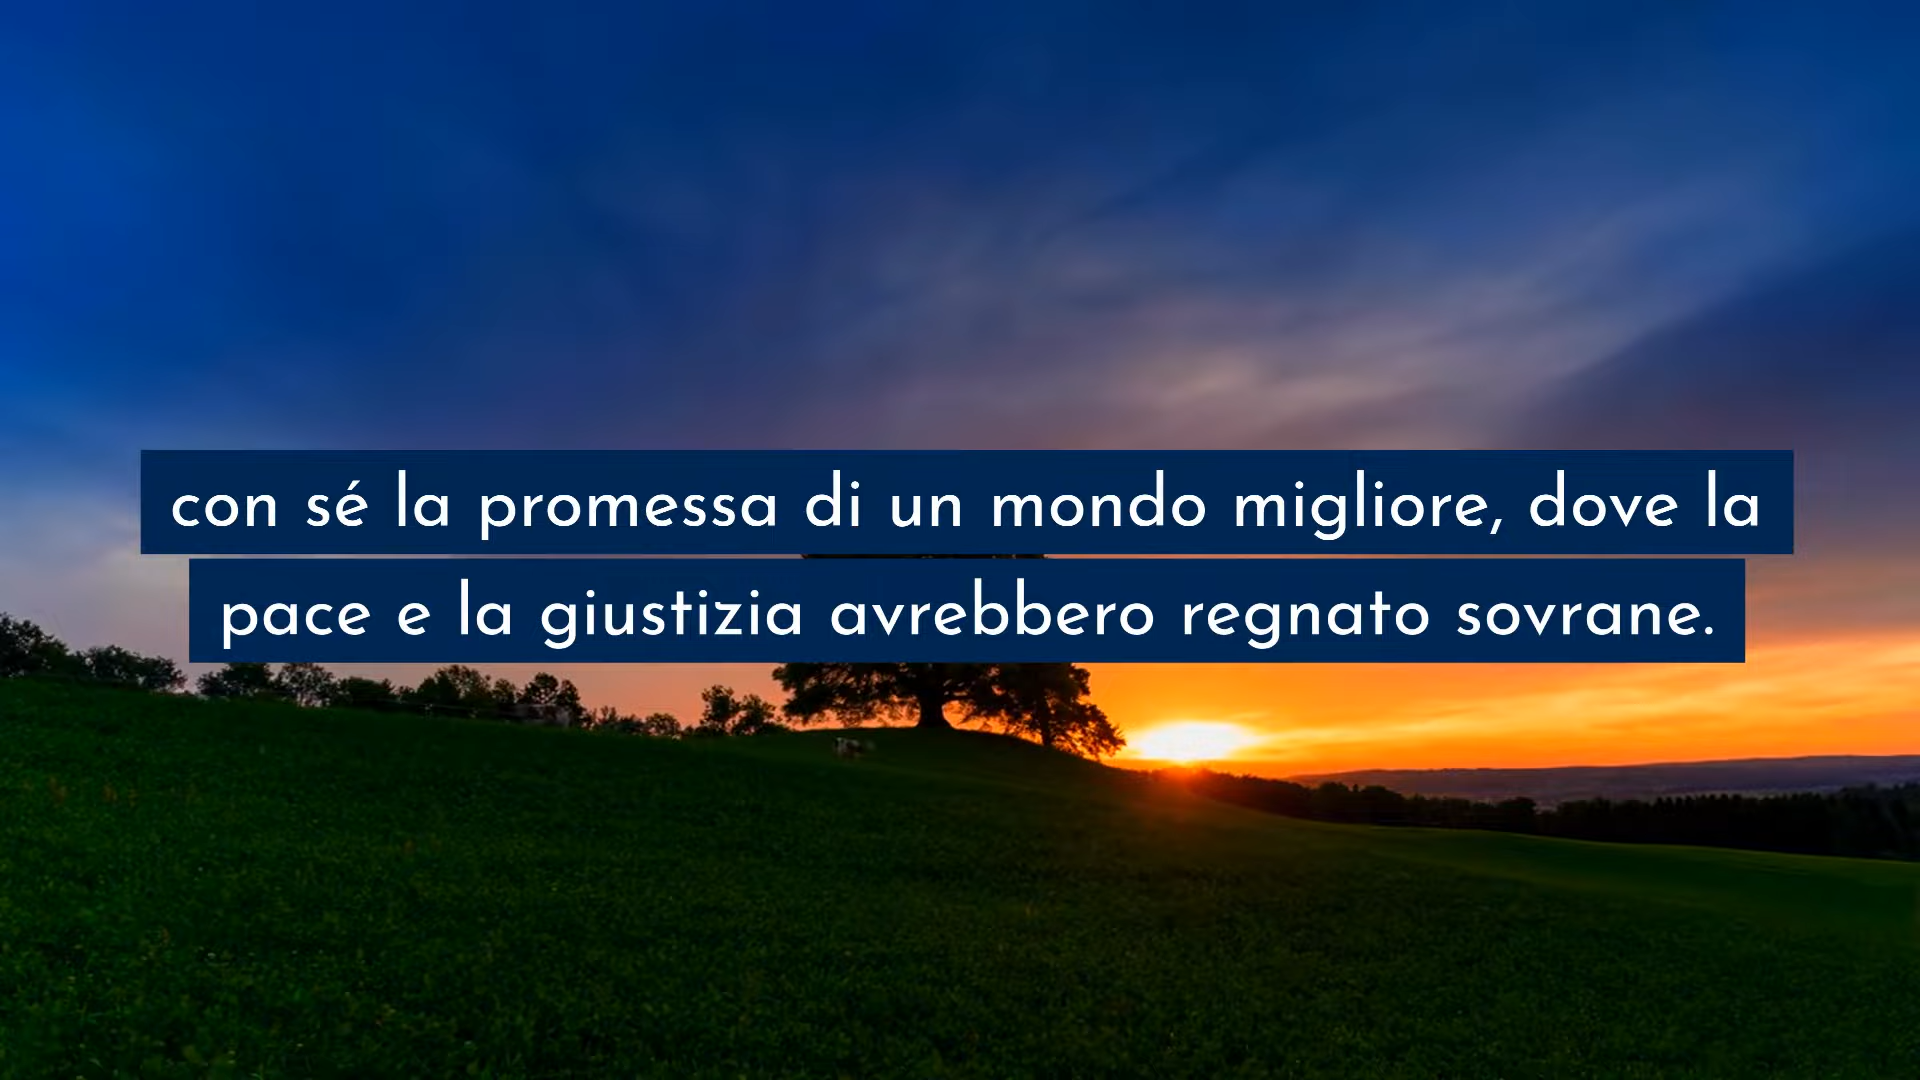 con sé la promessa di un mondo migliore, dove la
pace e la giustizia avrebbero regnato sovrane.